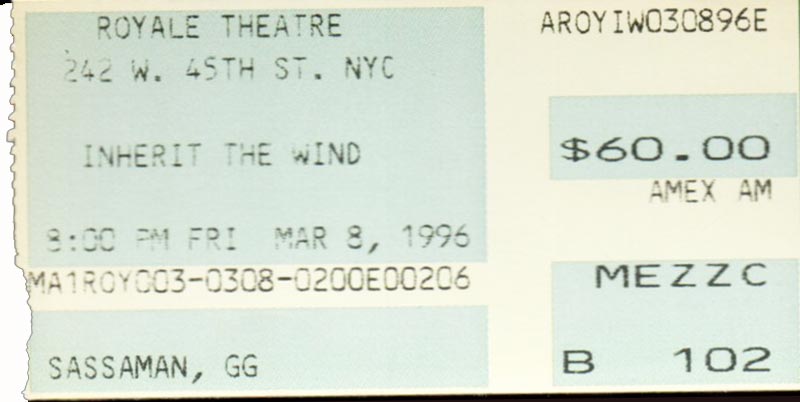 ROYALE THEATRE
242 W. 45TH ST. NYC
INHERIT THE WIND
8:00 PM FRI MAR 8, 1996
MA1ROY003-0308-0200E00206
SASSAMAN, GG
AROYIW030896E
$60.00
AMEX AM
MEZZC
B 102